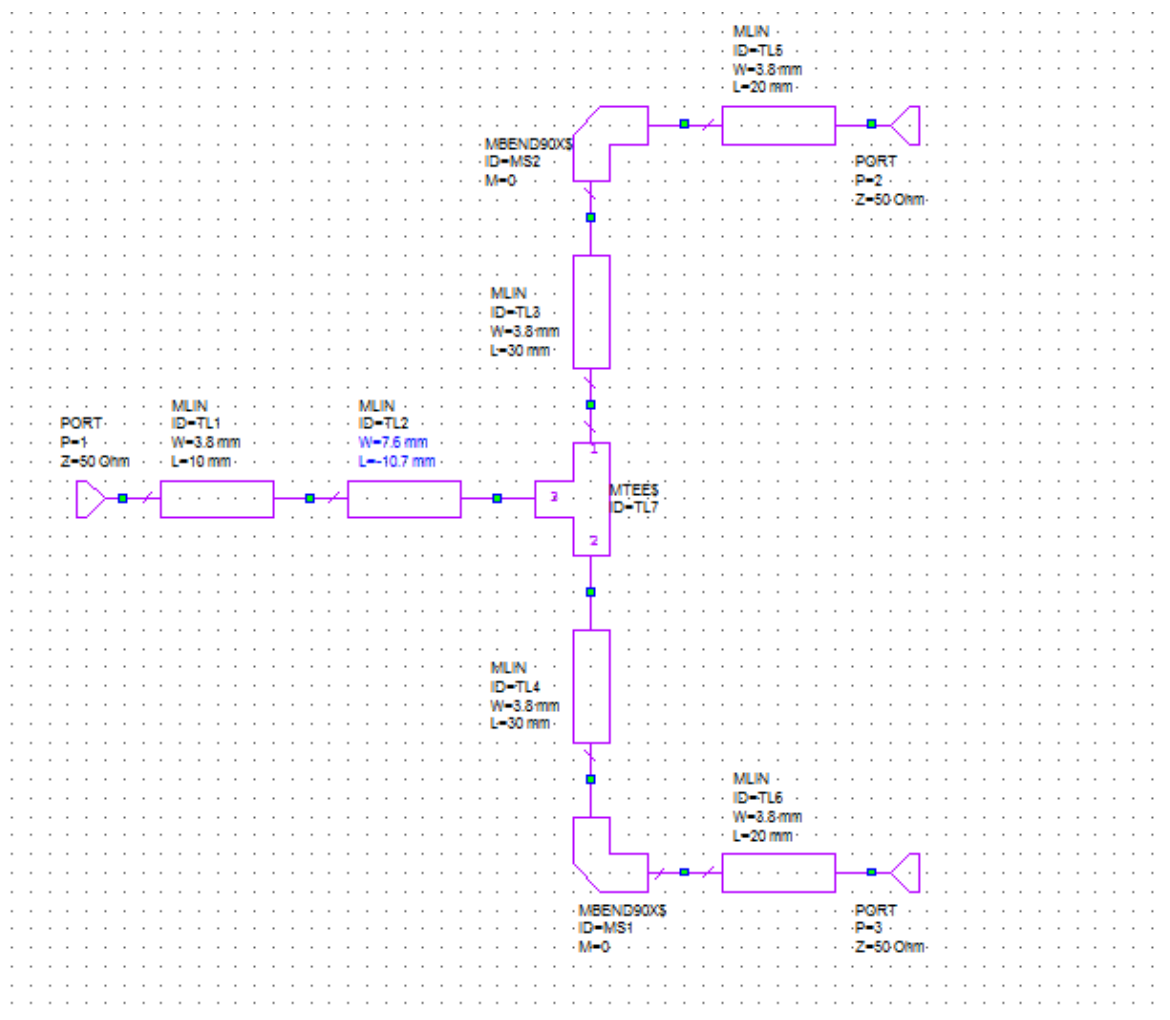 MLIN
ID=TL5
W=3.8 mm
L=20 mm
MBEND90X$
ID=MS2
M=0
PORT
P=2
Z=50 Ohm
MLIN
ID=TL3
W=3.8 mm
L=30 mm
PORT
P=1
Z=50 Ohm
MLIN
ID=TL1
W=3.8 mm
L=10 mm
MLIN
ID=TL2
W=7.6 mm
L=-10.7 mm
1
3
2
MTEE$
ID=TL7
MLIN
ID=TL4
W=3.8 mm
L=30 mm
MLIN
ID=TL6
W=3.8 mm
L=20 mm
MBEND90X$
ID=MS1
M=0
PORT
P=3
Z=50 Ohm